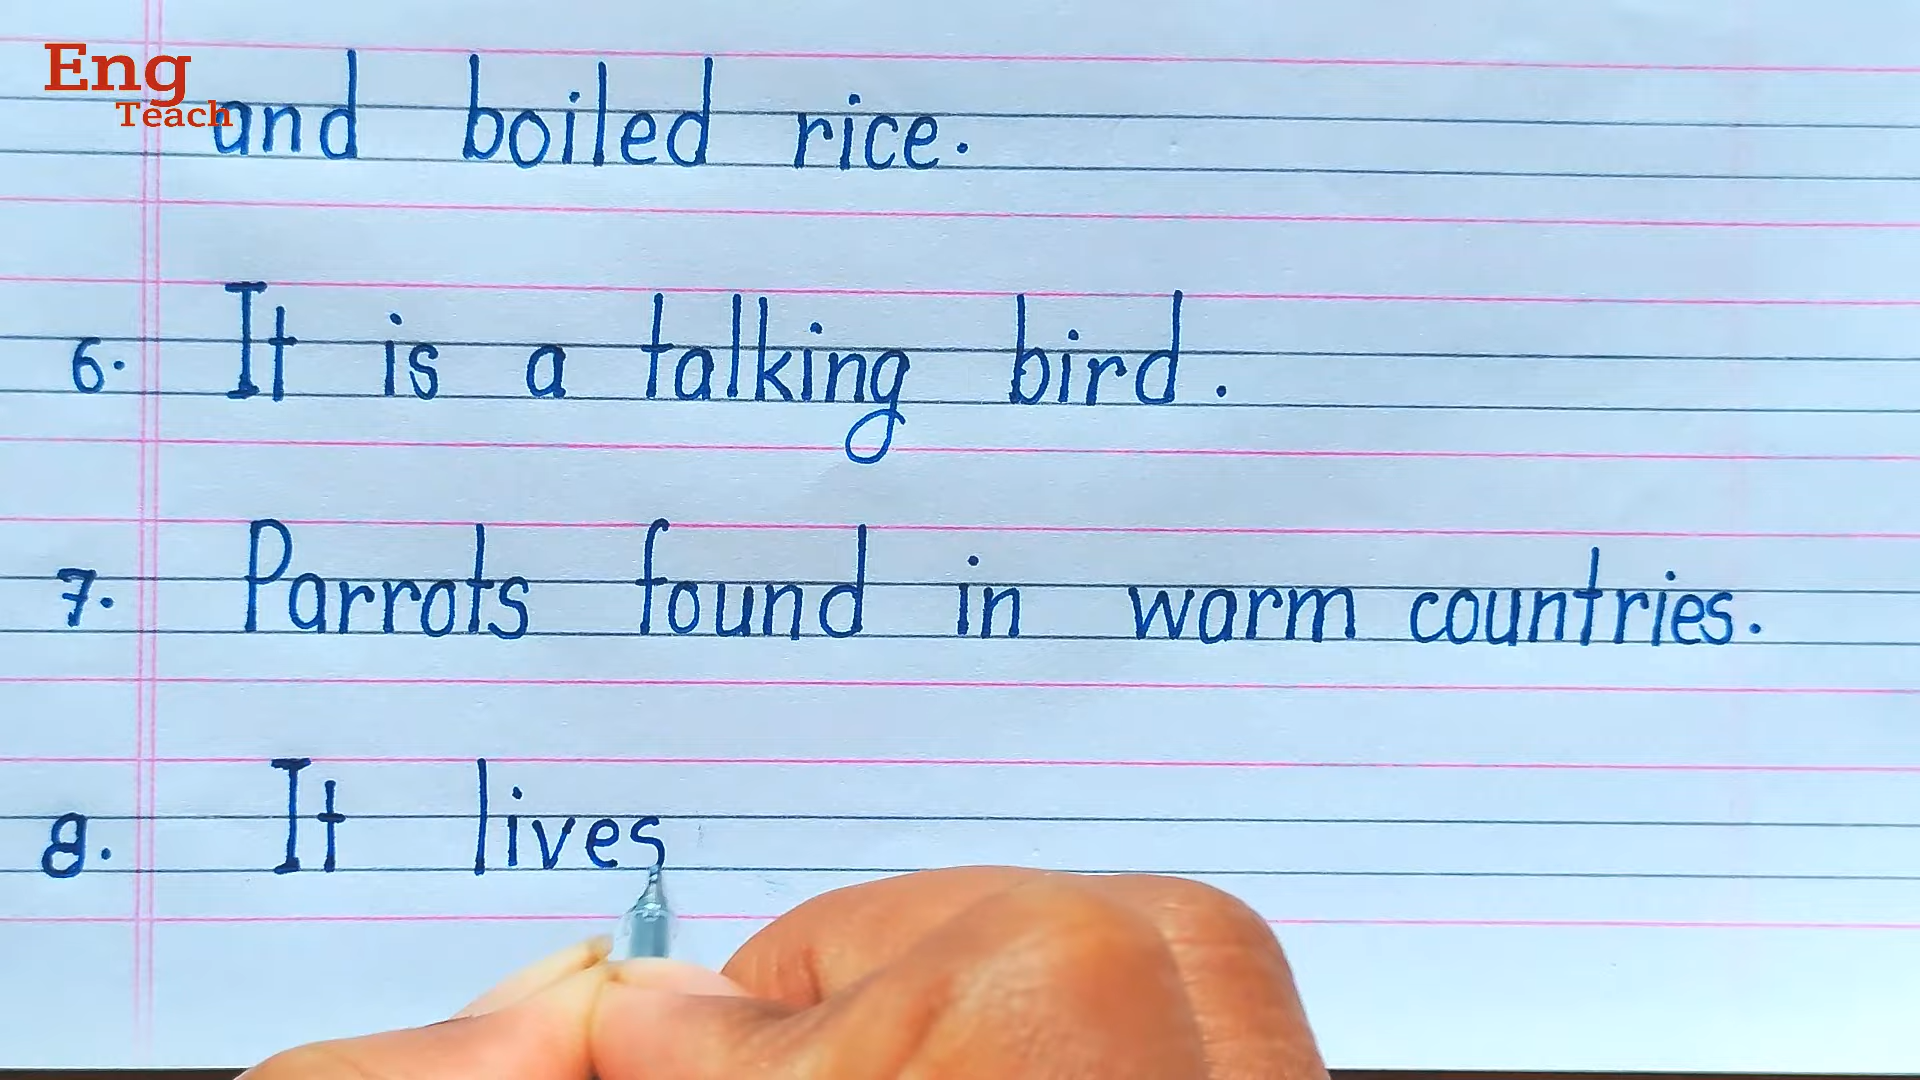 Eng
Teach
and boiled rice.
6. It is a talking bird.
7. Parrots found in warm countries.
8. It lives